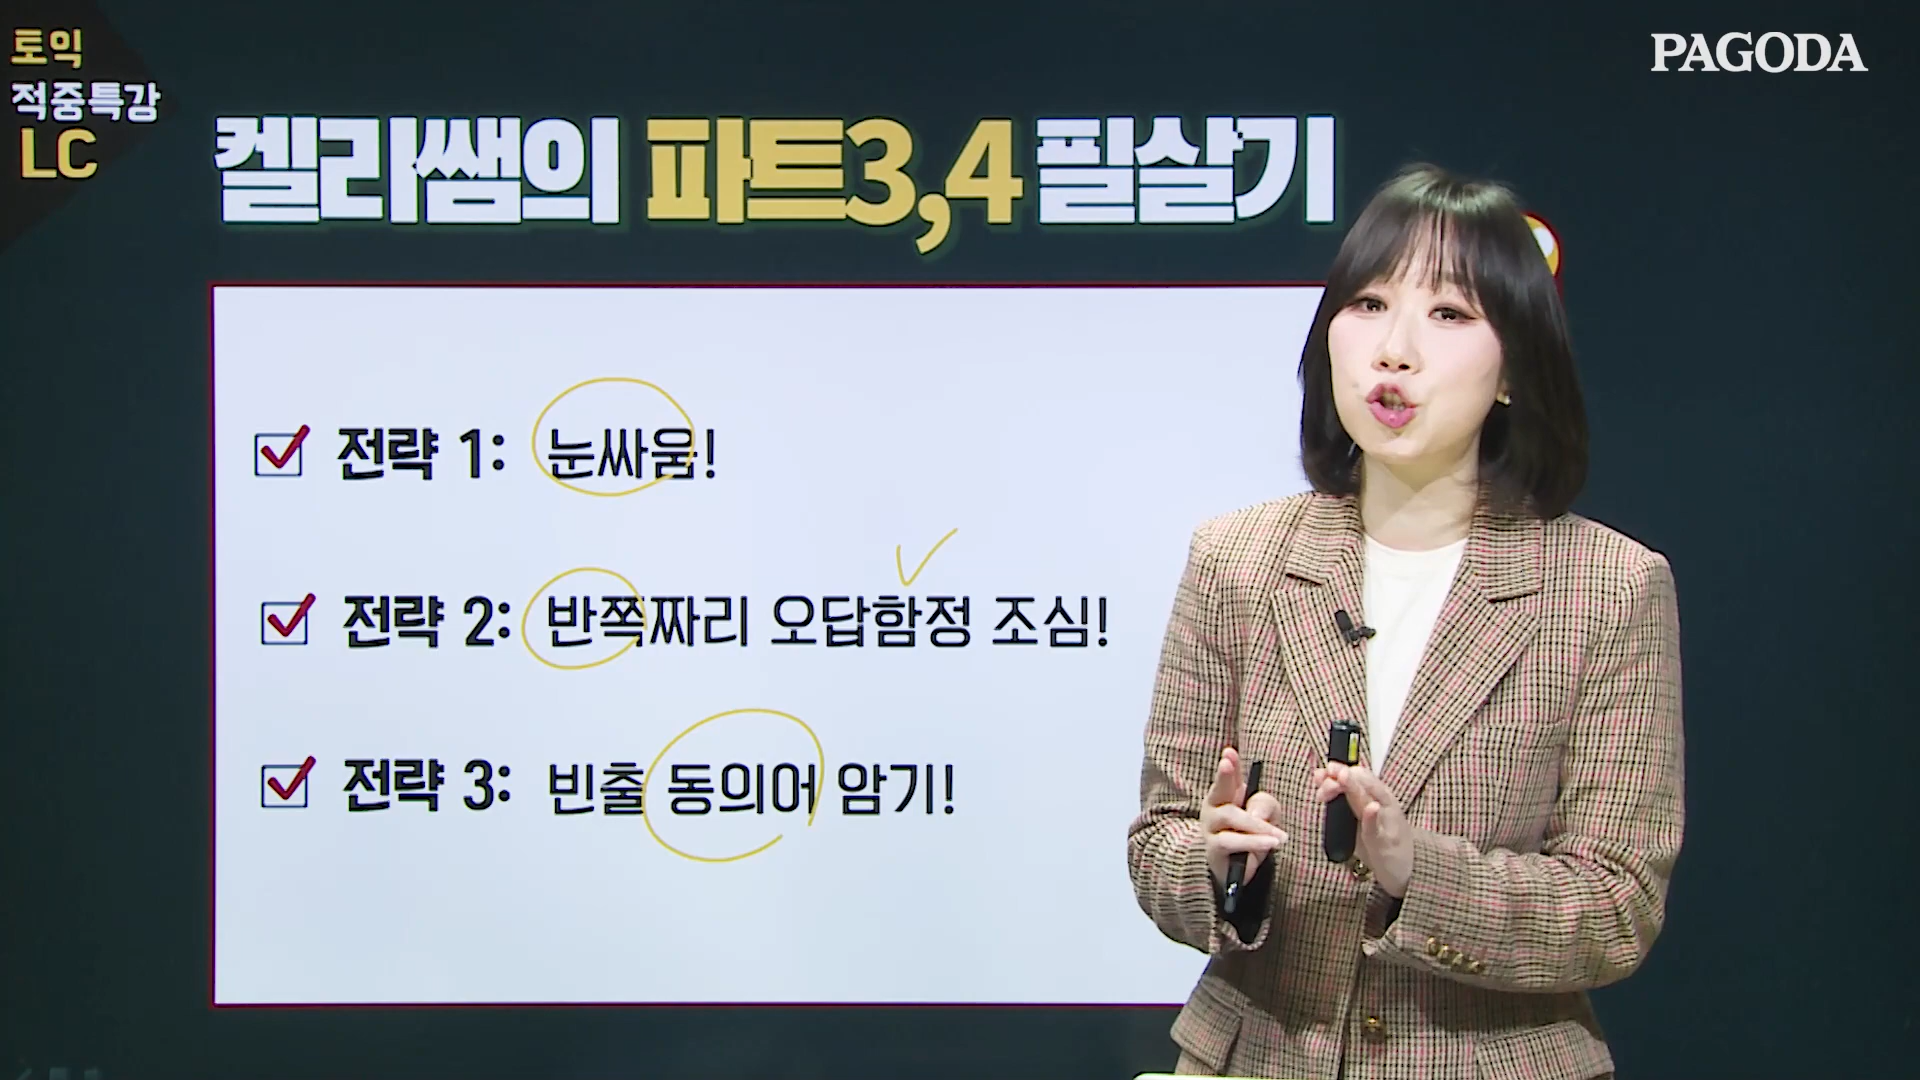 토익
적중특강
LC
PAGODA
켈리쌤의 파트3,4 필살기
전략 1: 눈싸움!
전략 2: 반쪽짜리 오답함정 조심!
전략 3: 빈출 동의어 암기!